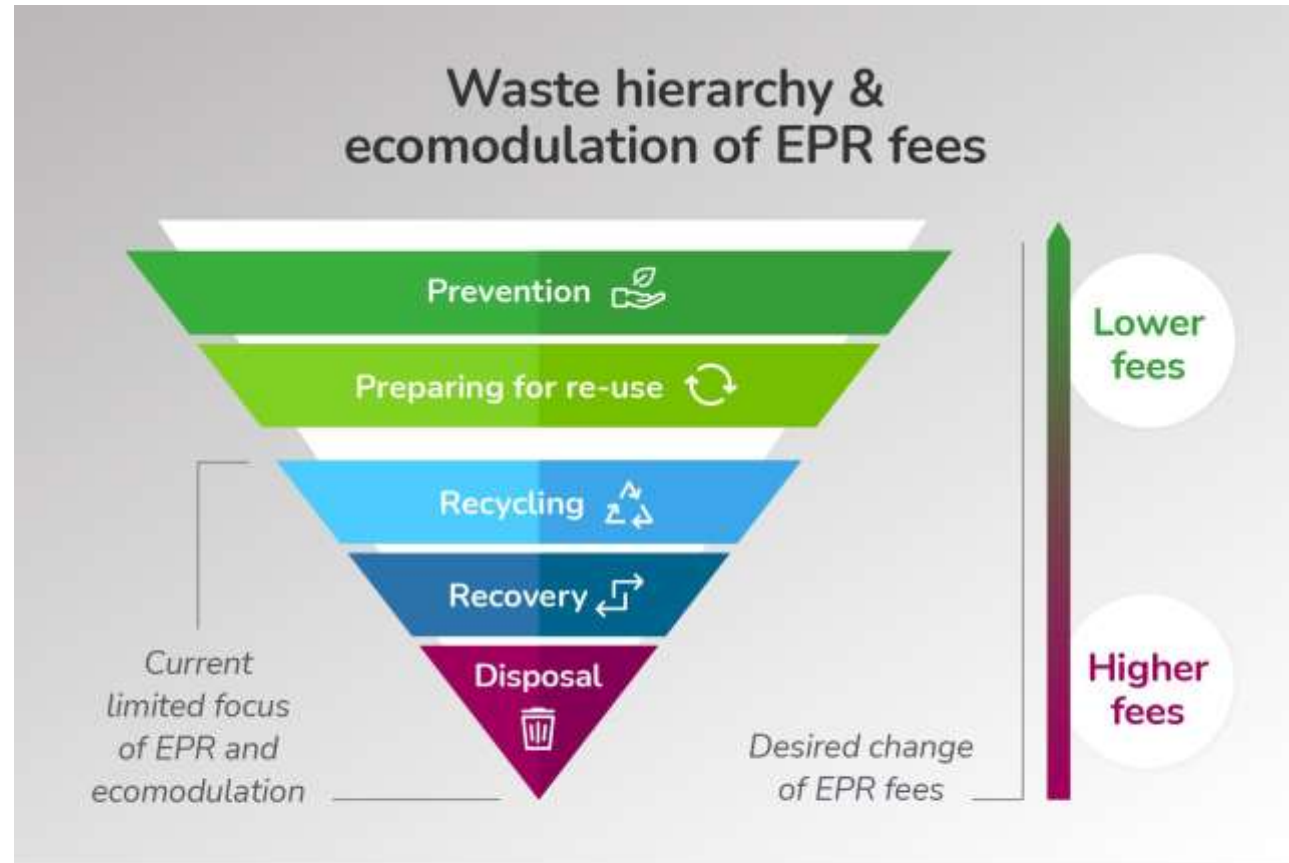 Waste hierarchy &
ecomodulation of EPR fees
Prevention
Preparing for re-use
Recycling
Recovery
Disposal
Current
limited focus
of EPR and
ecomodulation
Desired change
of EPR fees
Lower
fees
Higher
fees